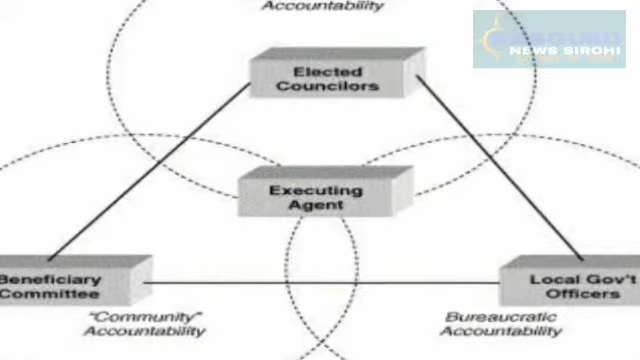 Accountability
NEWS SIROHI
Elected
Councilors
Executing
Agent
Beneficiary
Committee
Local Gov't
Officers
"Community"
Accountability
Bureaucratic
Accountability